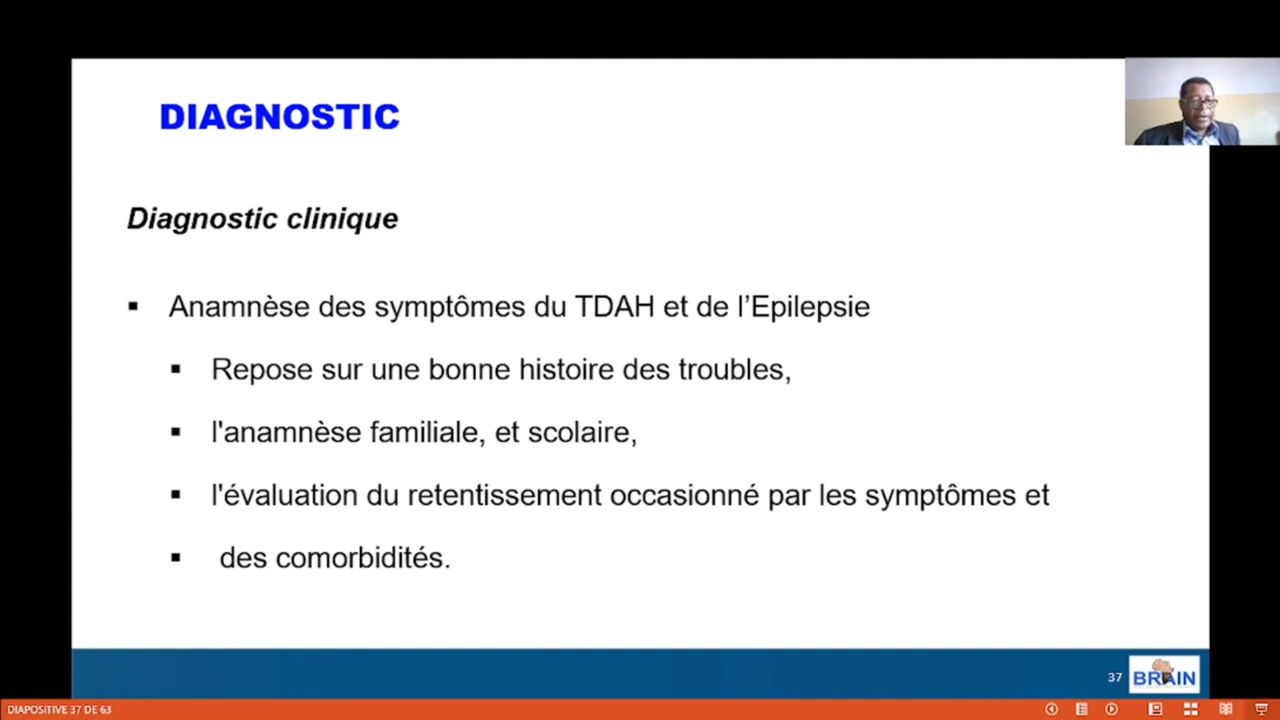 DIAGNOSTIC
Diagnostic clinique
▪ Anamnèse des symptômes du TDAH et de l’Epilepsie
▪ Repose sur une bonne histoire des troubles,
▪ l'anamnèse familiale, et scolaire,
▪ l'évaluation du retentissement occasionné par les symptômes et
▪ des comorbidités.
37
BRAIN
DIAPOSITIVE 37 DE 63